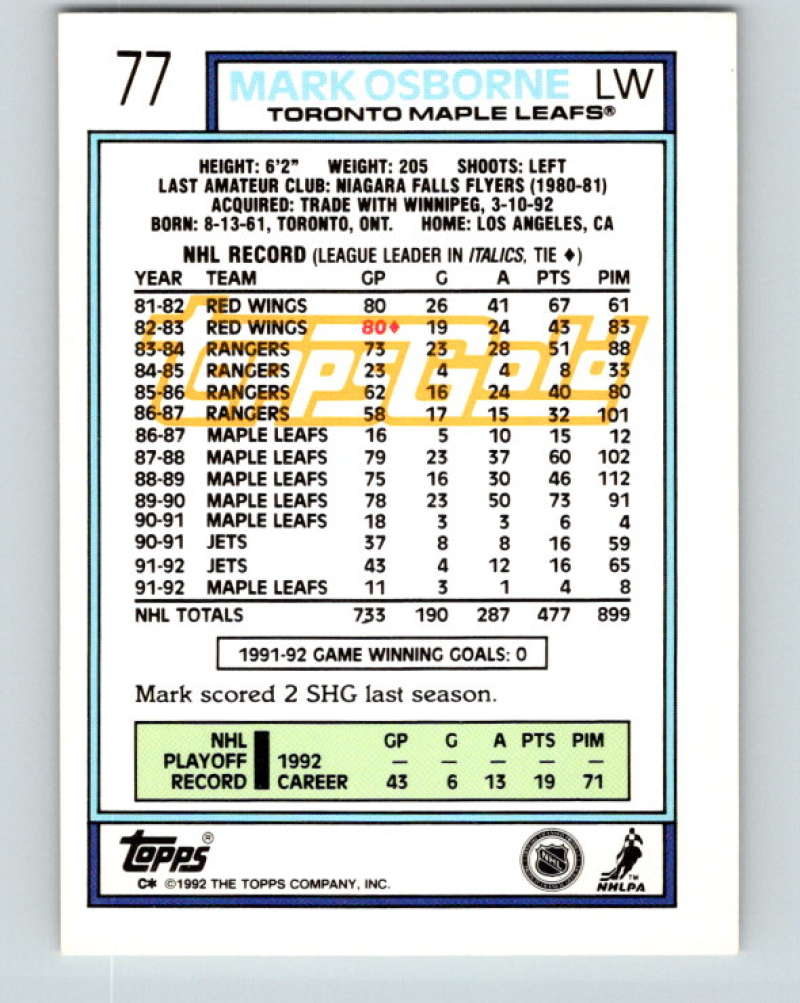 77 MARK OSBORNE LW
TORONTO MAPLE LEAFS®
HEIGHT: 6'2" WEIGHT: 205 SHOOTS: LEFT
LAST AMATEUR CLUB: NIAGARA FALLS FLYERS (1980-81)
ACQUIRED: TRADE WITH WINNIPEG, 3-10-92
BORN: 8-13-61, TORONTO, ONT. HOME: LOS ANGELES, CA
NHL RECORD (LEAGUE LEADER IN ITALICS, TIE ♦)
YEAR TEAM GP G A PTS PIM
81-82 RED WINGS 80 26 41 67 61
82-83 RED WINGS 80♦ 19 24 43 83
83-84 RANGERS 73 23 28 51 88
84-85 RANGERS 23 4 4 8 33
85-86 RANGERS 62 16 24 40 80
86-87 RANGERS 58 17 15 32 101
86-87 MAPLE LEAFS 16 5 10 15 12
87-88 MAPLE LEAFS 79 23 37 60 102
88-89 MAPLE LEAFS 75 16 30 46 112
89-90 MAPLE LEAFS 78 23 50 73 91
90-91 MAPLE LEAFS 18 3 3 6 4
90-91 JETS 37 8 8 16 59
91-92 JETS 43 4 12 16 65
91-92 MAPLE LEAFS 11 3 1 4 8
NHL TOTALS 733 190 287 477 899
ToppsGold
1991-92 GAME WINNING GOALS: 0
Mark scored 2 SHG last season.
NHL GP G A PTS PIM
PLAYOFF 1992 — — — — —
RECORD CAREER 43 6 13 19 71
Topps®
C* ©1992 THE TOPPS COMPANY, INC.
NHL
™
NHLPA